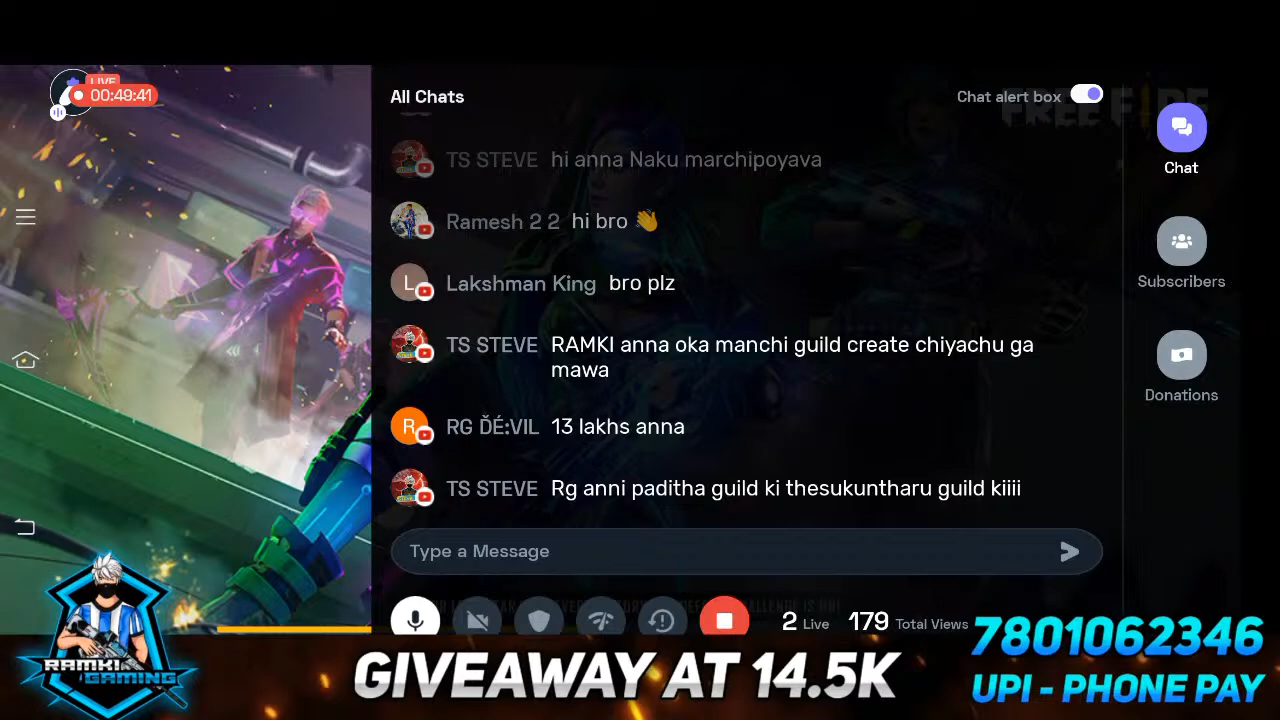 LIVE
00:49:41
All Chats
Chat alert box
FREE FIRE
Chat
TS STEVE hi anna Naku marchipoyava
Ramesh 2 2 hi bro 👋
Subscribers
L Lakshman King bro plz
TS STEVE RAMKI anna oka manchi guild create chiyachu ga
mawa
Donations
R RG ĎÉ:VIL 13 lakhs anna
TS STEVE Rg anni paditha guild ki thesukuntharu guild kiiii
Type a Message
2 Live 179 Total Views
RAMKI
GAMING
GIVEAWAY AT 14.5K
7801062346
UPI - PHONE PAY